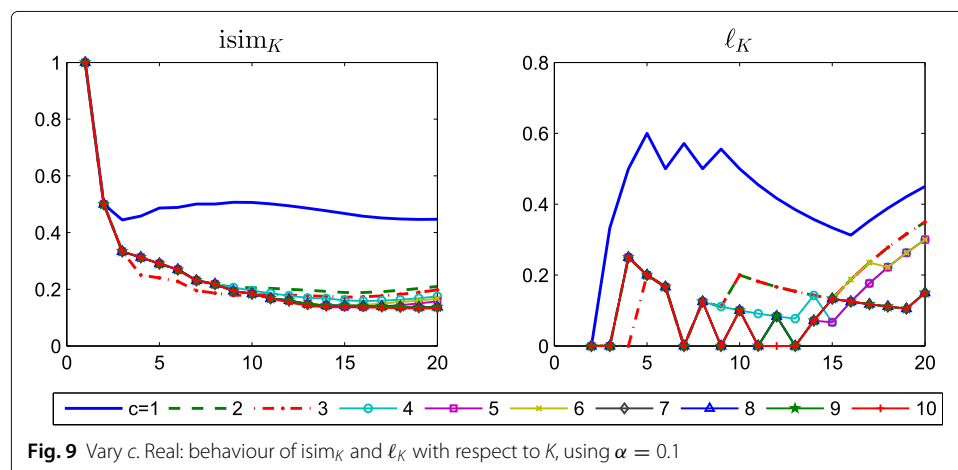 isim_K
ℓ_K
1
0.8
0.6
0.4
0.2
0
0 5 10 15 20
0.8
0.6
0.4
0.2
0
0 5 10 15 20
c=1 2 3 4 5 6 7 8 9 10
Fig. 9 Vary c. Real: behaviour of isim_K and ℓ_K with respect to K, using α = 0.1